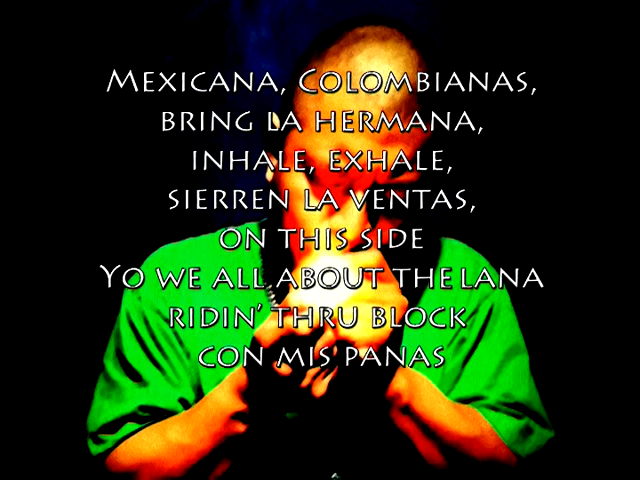 Mexicana, Colombianas,
bring la hermana,
inhale, exhale,
sierren la ventas,
on this side
Yo we all about the lana
ridin' thru block
con mis panas